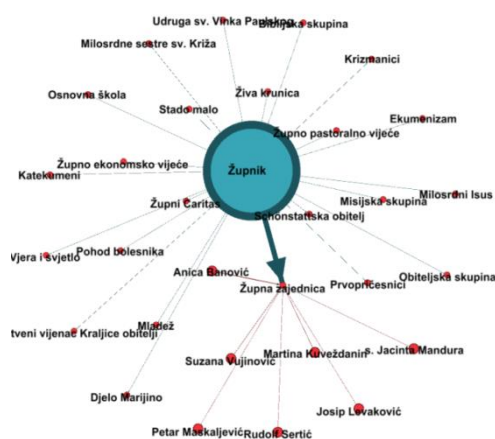 Udruga sv. Vinka Paulskog
Biblijska skupina
Milosrdne sestre sv. Križa
Krizmanici
Osnovna škola
Živa krunica
Stado malo
Ekumenizam
Župno pastoralno vijeće
Župno ekonomsko vijeće
Župnik
Katekumeni
Milosrdni Isus
Misijska skupina
Župni Caritas
Schonstattska obitelj
Vjera i svjetlo
Pohod bolesnika
Anica Banović
Obiteljska skupina
Prvopričesnici
Župna zajednica
tveni vijenac Kraljice obitelji
Mladež
s. Jacinta Mandura
Martina Kuveždanin
Suzana Vujinović
Djelo Marijino
Josip Levaković
Petar Maskaljević
Rudolf Sertić